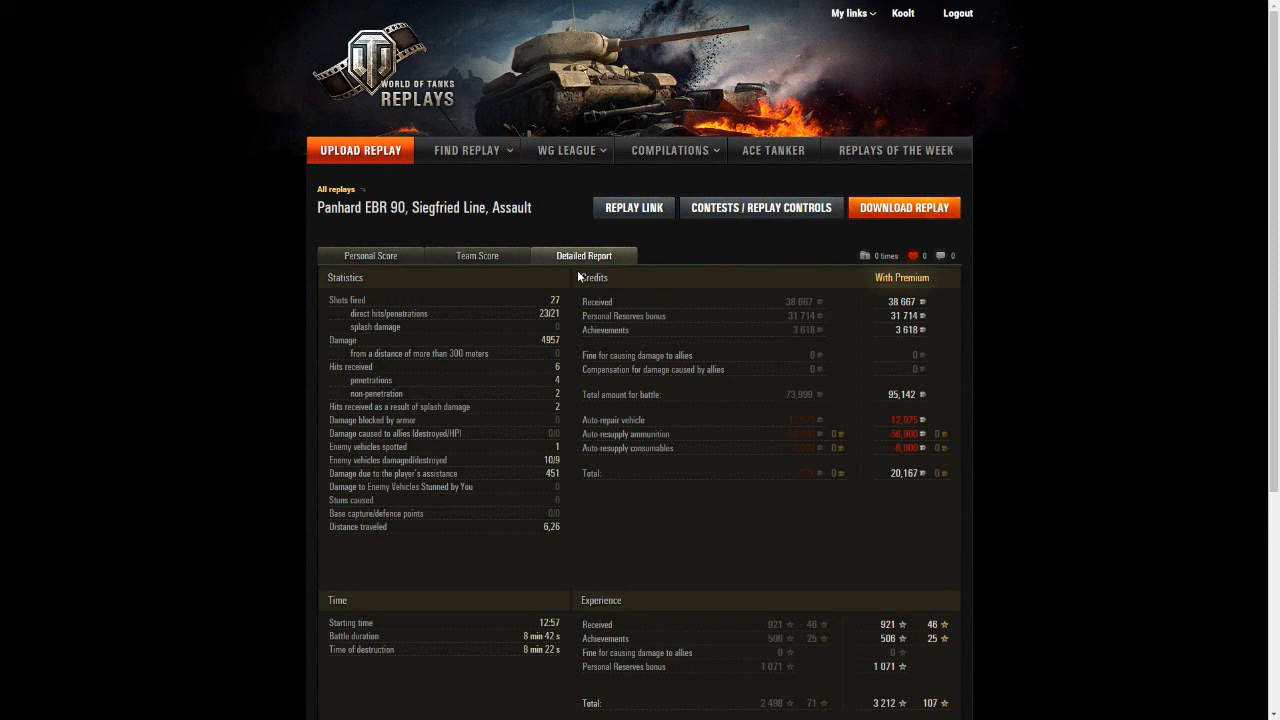 My links Koolt Logout
WORLD OF TANKS
REPLAYS
UPLOAD REPLAY FIND REPLAY WG LEAGUE COMPILATIONS ACE TANKER REPLAYS OF THE WEEK
All replays
Panhard EBR 90, Siegfried Line, Assault REPLAY LINK CONTESTS / REPLAY CONTROLS DOWNLOAD REPLAY
Personal Score Team Score Detailed Report 0 times 0 0
Statistics Credits With Premium
Shots fired 27 Received 38 667 38 667
direct hits/penetrations 23/21 Personal Reserves bonus 31 714 31 714
splash damage 0 Achievements 3 618 3 618
Damage 4957
from a distance of more than 300 meters 0 Fine for causing damage to allies 0 0
Hits received 6 Compensation for damage caused by allies 0 0
penetrations 4
non-penetration 2 Total amount for battle: 73,999 95,142
Hits received as a result of splash damage 2
Damage blocked by armor 0 Auto-repair vehicle -12,075 -12,075
Damage caused to allies (destroyed/HP) 0/0 Auto-resupply ammunition 0 -56,900 0
Enemy vehicles spotted 1 Auto-resupply consumables 0 -6,000 0
Enemy vehicles damaged/destroyed 10/9
Damage due to the player's assistance 451 Total: 0 20,167 0
Damage to Enemy Vehicles Stunned by You 0
Stuns caused 0
Base capture/defence points 0/0
Distance traveled 6,26
Time Experience
Starting time 12:57 Received 921 46 921 46
Battle duration 8 min 42 s Achievements 506 25 506 25
Time of destruction 8 min 22 s Fine for causing damage to allies 0 0
Personal Reserves bonus 1 071 1 071
Total: 2 498 71 3 212 107